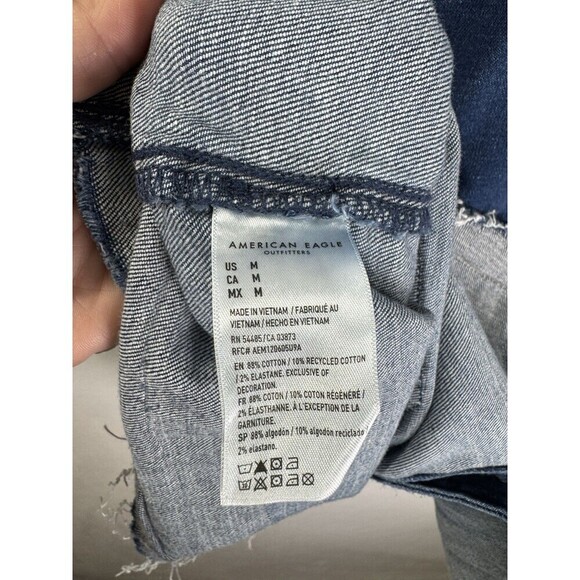 AMERICAN EAGLE
OUTFITTERS
US M
CA M
MX M
MADE IN VIETNAM / FABRIQUÉ AU
VIETNAM / HECHO EN VIETNAM
RN 54485/CA 03873
RFC# AEM120605U9A
EN 88% COTTON / 10% RECYCLED COTTON
/ 2% ELASTANE. EXCLUSIVE OF
DECORATION.
FR 88% COTON / 10% COTON RÉGÉNÉRÉ /
2% ÉLASTHANNE. À L'EXCEPTION DE LA
GARNITURE.
SP 88% algodón / 10% algodón reciclado
2% elastano.